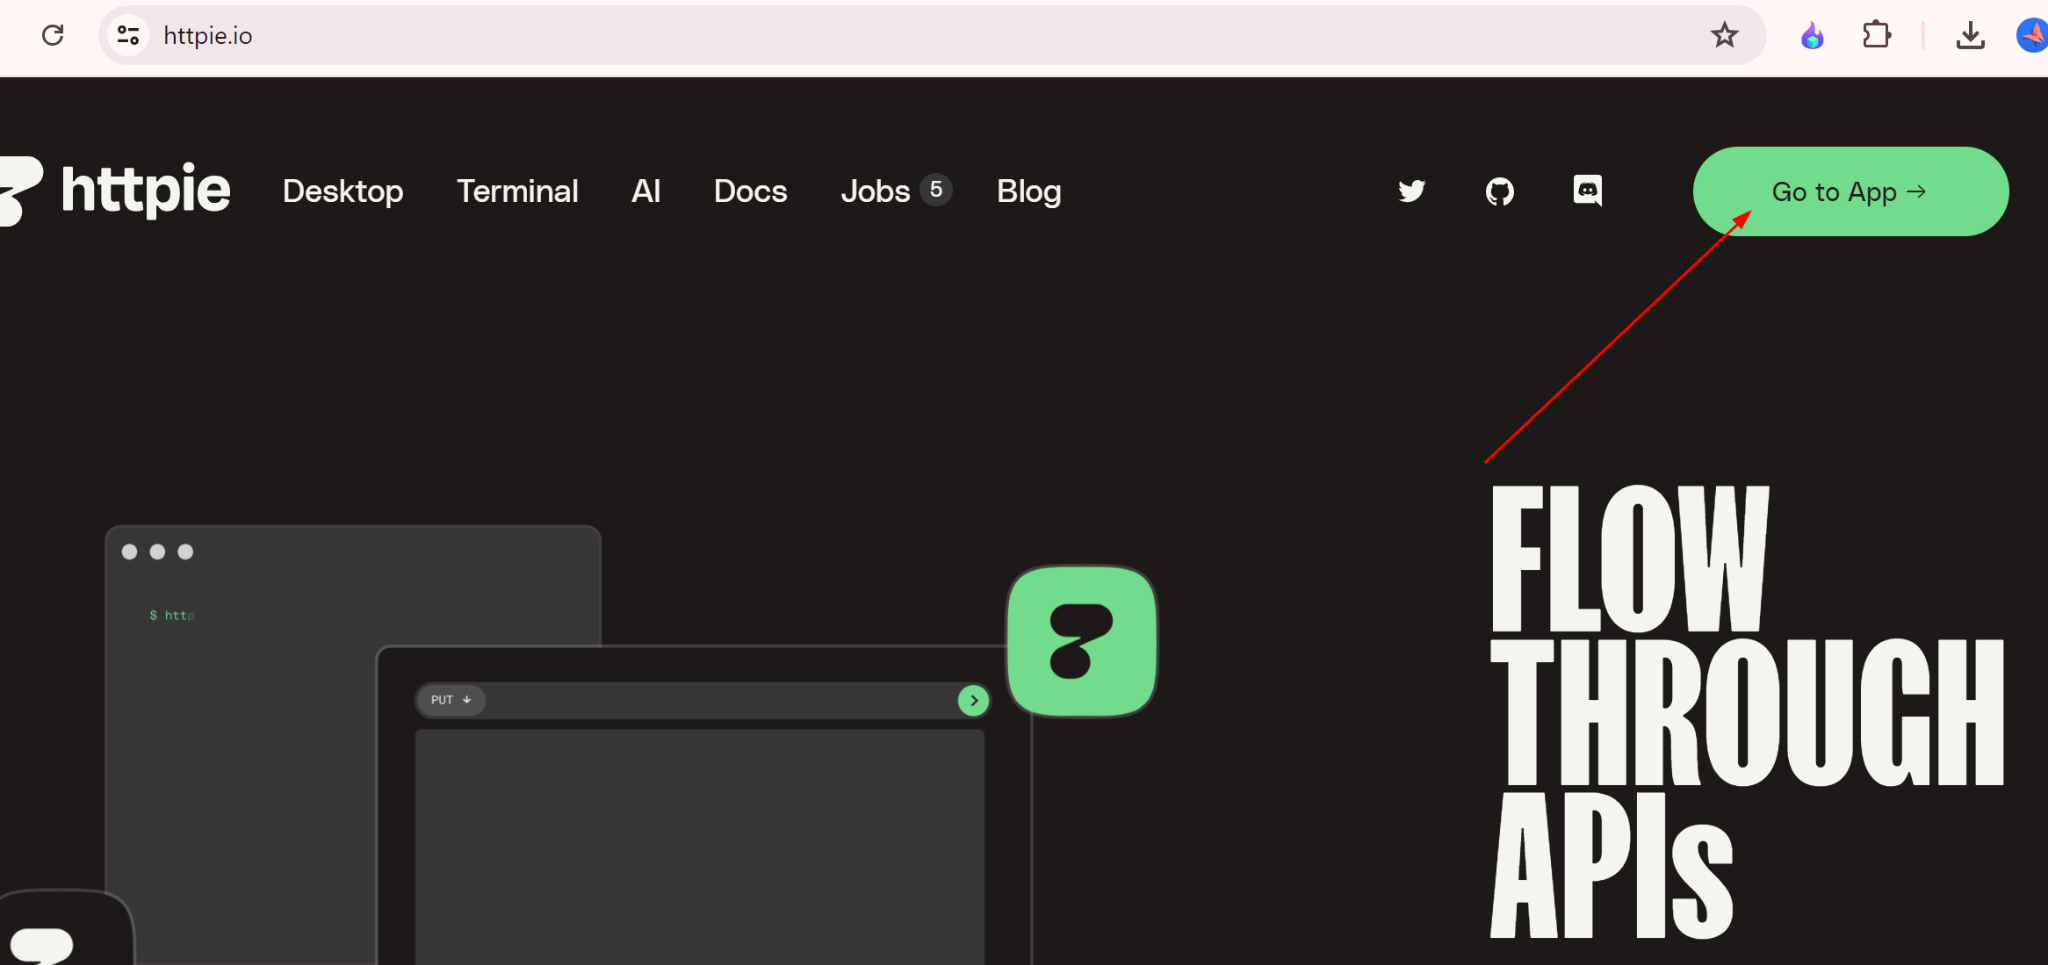 httpie.io
httpie Desktop Terminal AI Docs Jobs 5 Blog Go to App →
$ http
PUT ↓
FLOW
THROUGH
APIs